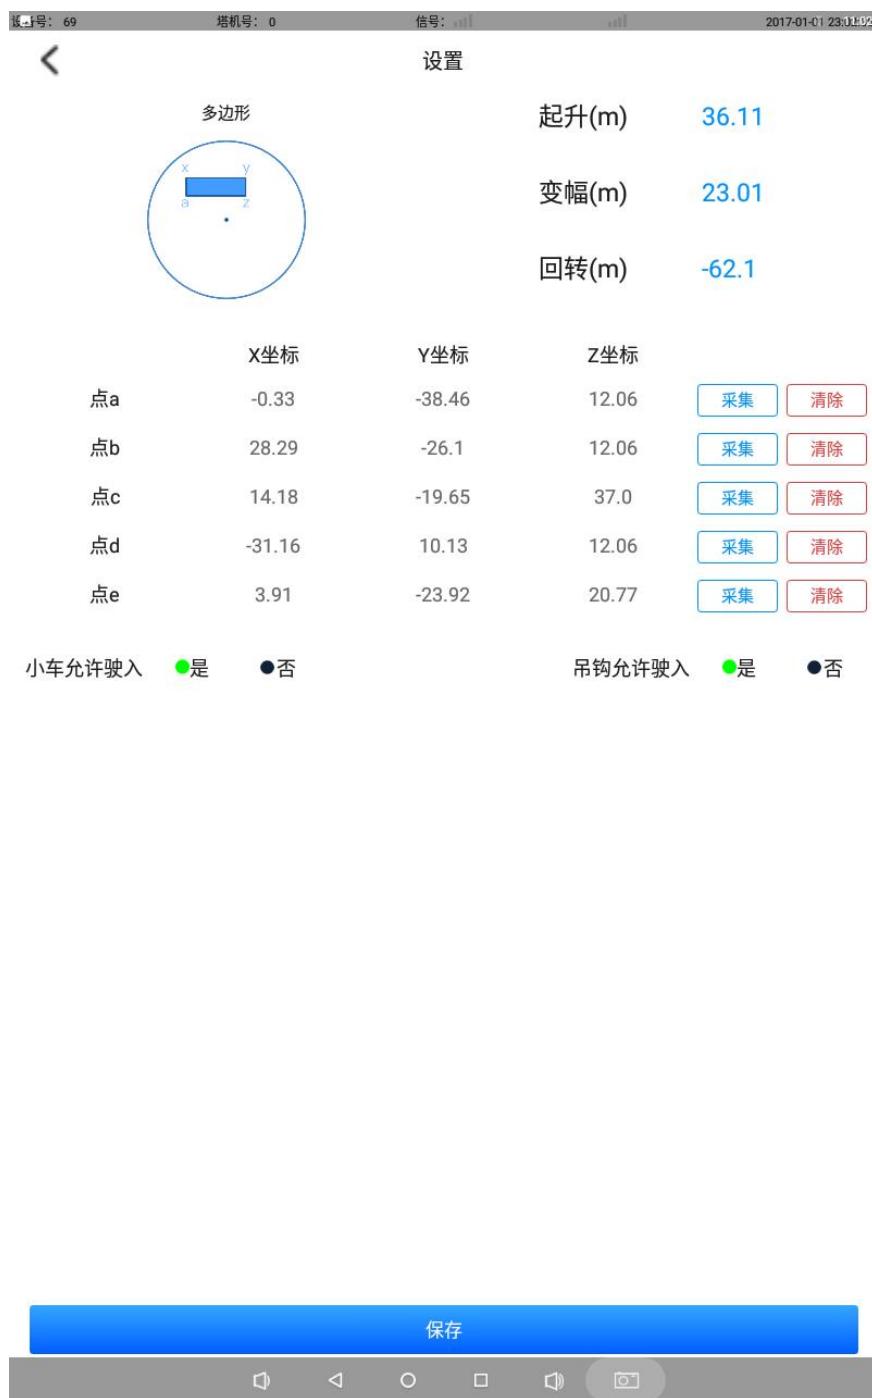 设备号: 69 塔机号: 0 信号: 2017-01-01 23:02:02
设置
多边形
x y
a z
起升(m) 36.11
变幅(m) 23.01
回转(m) -62.1
X坐标 Y坐标 Z坐标
点a -0.33 -38.46 12.06 采集 清除
点b 28.29 -26.1 12.06 采集 清除
点c 14.18 -19.65 37.0 采集 清除
点d -31.16 10.13 12.06 采集 清除
点e 3.91 -23.92 20.77 采集 清除
小车允许驶入 是 否 吊钩允许驶入 是 否
保存